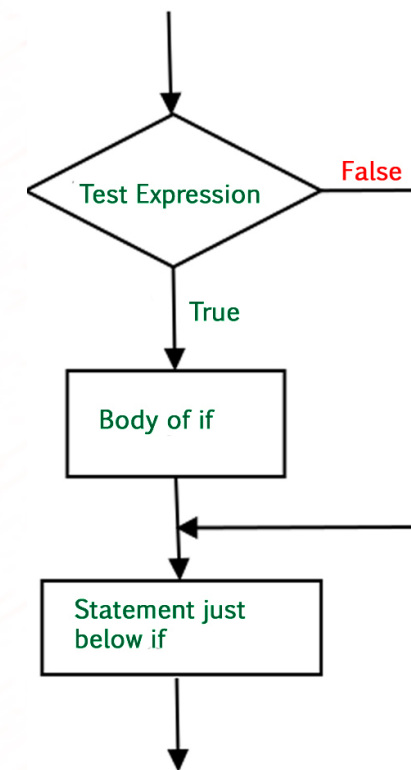 Test Expression
False
True
Body of if
Statement just
below if